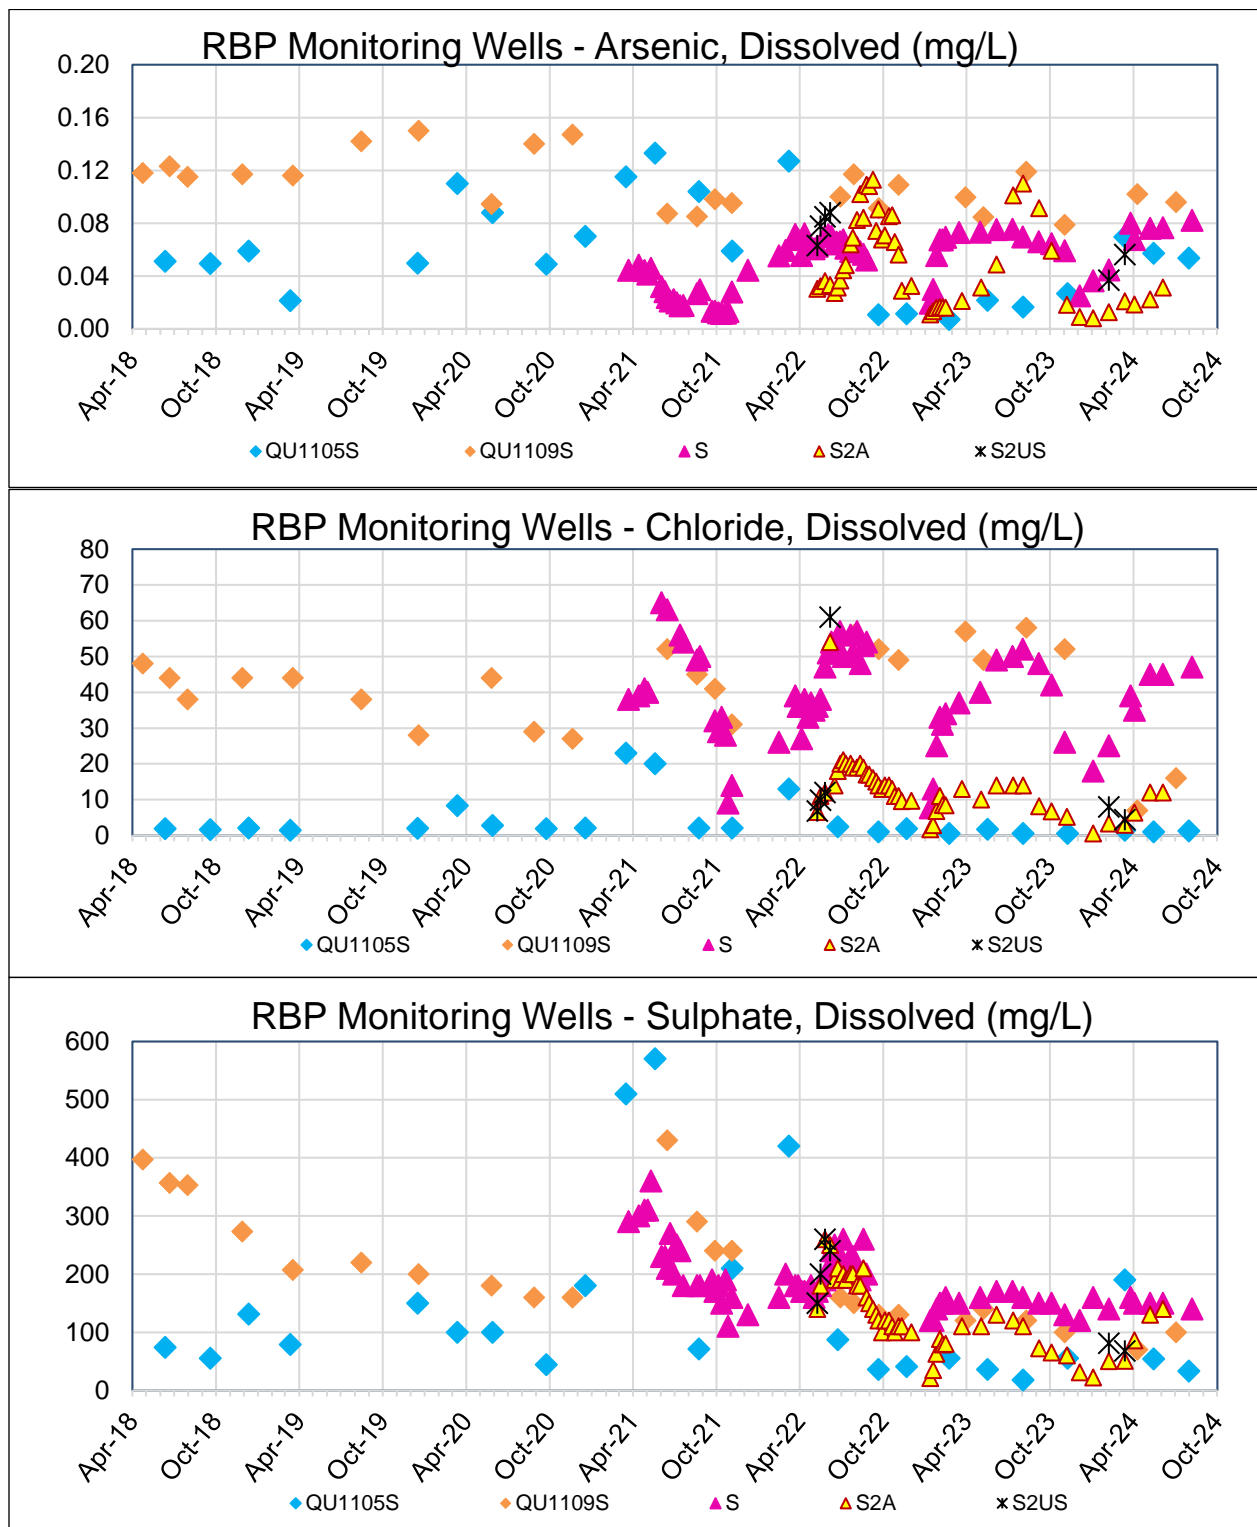 RBP Monitoring Wells - Arsenic, Dissolved (mg/L)
0.20
0.16
0.12
0.08
0.04
0.00
Apr-18 Oct-18 Apr-19 Oct-19 Apr-20 Oct-20 Apr-21 Oct-21 Apr-22 Oct-22 Apr-23 Oct-23 Apr-24 Oct-24
QU1105S QU1109S S S2A S2US
RBP Monitoring Wells - Chloride, Dissolved (mg/L)
80
70
60
50
40
30
20
10
0
Apr-18 Oct-18 Apr-19 Oct-19 Apr-20 Oct-20 Apr-21 Oct-21 Apr-22 Oct-22 Apr-23 Oct-23 Apr-24 Oct-24
QU1105S QU1109S S S2A S2US
RBP Monitoring Wells - Sulphate, Dissolved (mg/L)
600
500
400
300
200
100
0
Apr-18 Oct-18 Apr-19 Oct-19 Apr-20 Oct-20 Apr-21 Oct-21 Apr-22 Oct-22 Apr-23 Oct-23 Apr-24 Oct-24
QU1105S QU1109S S S2A S2US